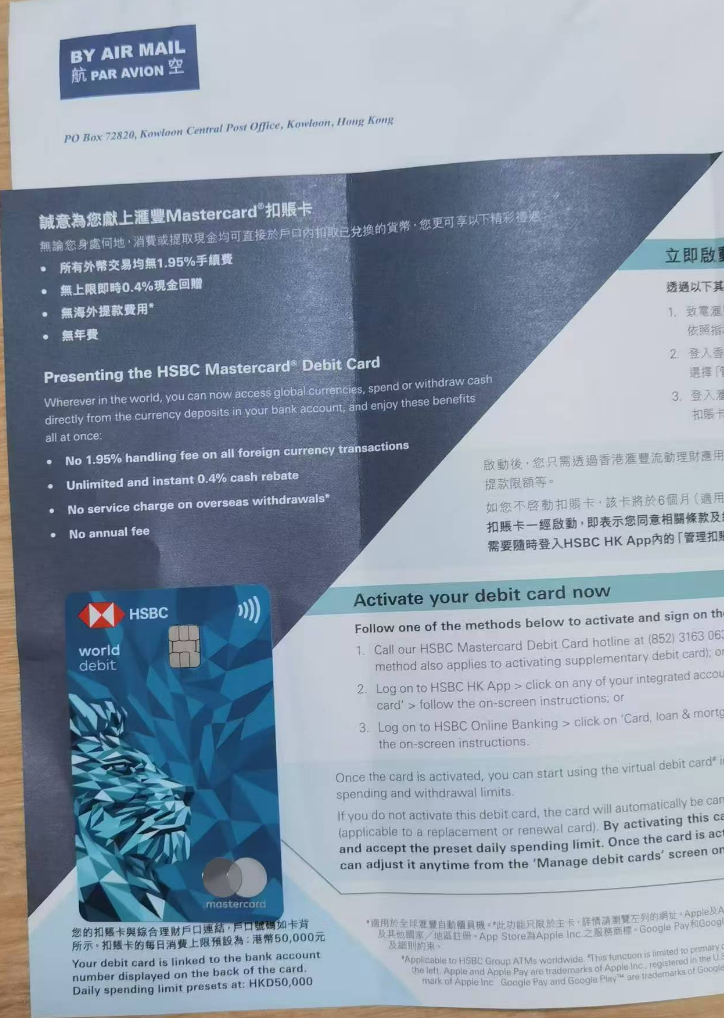 BY AIR MAIL
航 PAR AVION 空
PO Box 72820, Kowloon Central Post Office, Kowloon, Hong Kong
誠意為您獻上滙豐Mastercard®扣賬卡
無論您身處何地，消費或提取現金均可直接於戶口內扣取已兌換的貨幣，您更可享以下精彩禮遇：
• 所有外幣交易均無1.95%手續費
• 無上限即時0.4%現金回贈
• 無海外提款費用*
• 無年費
Presenting the HSBC Mastercard® Debit Card
Wherever in the world, you can now access global currencies, spend or withdraw cash
directly from the currency deposits in your bank account, and enjoy these benefits
all at once:
• No 1.95% handling fee on all foreign currency transactions
• Unlimited and instant 0.4% cash rebate
• No service charge on overseas withdrawals*
• No annual fee
HSBC
world
debit
mastercard
您的扣賬卡與綜合理財戶口連結，戶口號碼如卡背
所示。扣賬卡的每日消費上限預設為：港幣50,000元
Your debit card is linked to the bank account
number displayed on the back of the card.
Daily spending limit presets at: HKD50,000
立即啟動
透過以下其
1. 致電滙
依照指
2. 登入香
選擇「管
3. 登入滙
扣賬卡
啟動後，您只需透過香港滙豐流動理財應用
提款限額等。
如您不啓動扣賬卡，該卡將於6個月（適用
扣賬卡一經啟動，即表示您同意相關條款及
需要隨時登入HSBC HK App內的「管理扣賬
Activate your debit card now
Follow one of the methods below to activate and sign on the
1. Call our HSBC Mastercard Debit Card hotline at (852) 3163 063
method also applies to activating supplementary debit card); or
2. Log on to HSBC HK App > click on any of your integrated accou
card' > follow the on-screen instructions; or
3. Log on to HSBC Online Banking > click on 'Card, loan & mortg
the on-screen instructions.
Once the card is activated, you can start using the virtual debit card# in
spending and withdrawal limits.
If you do not activate this debit card, the card will automatically be can
(applicable to a replacement or renewal card). By activating this ca
and accept the preset daily spending limit. Once the card is act
can adjust it anytime from the 'Manage debit cards' screen on
*適用於全球滙豐自動櫃員機。#此功能只限於主卡，詳情請瀏覽左列的網址。Apple及A
及其他國家／地區註冊。App Store為Apple Inc.之服務商標。Google Pay和Googl
及細則約束。
*Applicable to HSBC Group ATMs worldwide. #This function is limited to primary c
the left. Apple and Apple Pay are trademarks of Apple Inc., registered in the U.S
mark of Apple Inc. Google Pay and Google Play™ are trademarks of Google